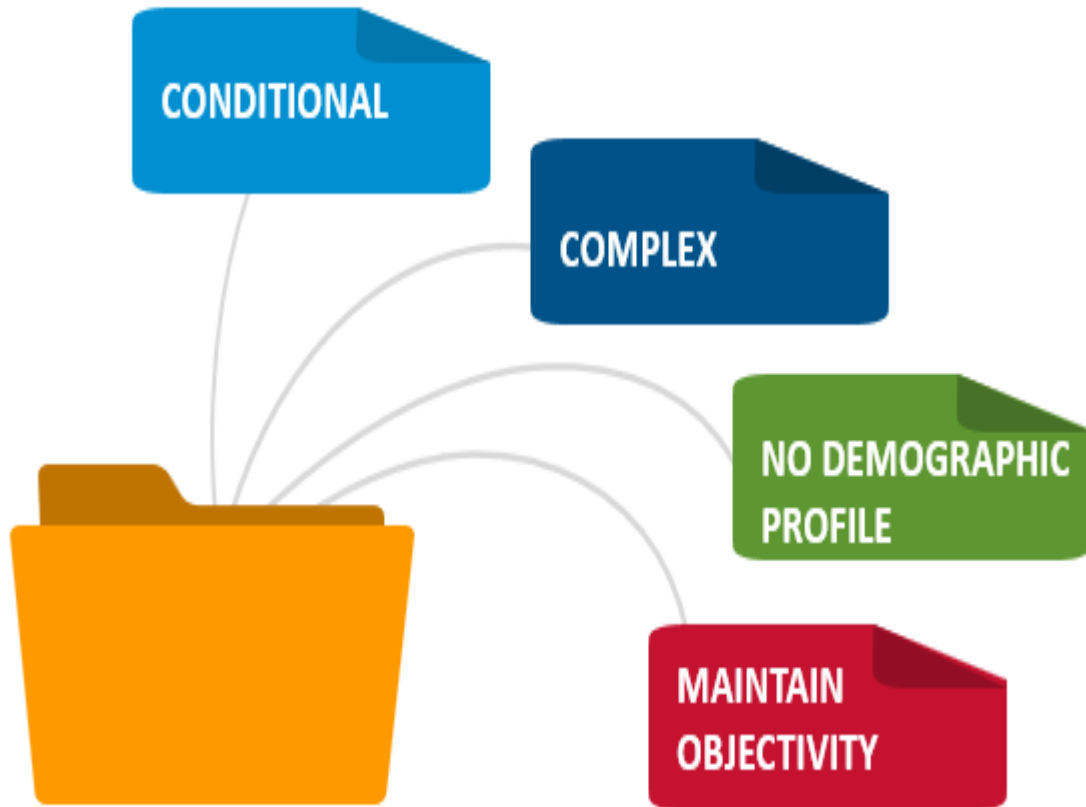 CONDITIONAL
COMPLEX
NO DEMOGRAPHIC
PROFILE
MAINTAIN
OBJECTIVITY